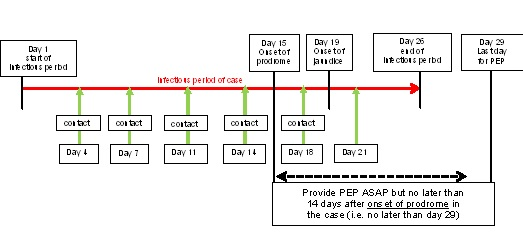 Day 1
start of
Infectious period
Day 15
Onset of
prodrome
Day 19
Onset of
jaundice
Day 26
end of
Infectious period
Day 29
Last day
for PEP
Infectious period of case
contact
contact
contact
contact
contact
Day 4
Day 7
Day 11
Day 14
Day 18
Day 21
Provide PEP ASAP but no later than
14 days after onset of prodrome in
the case (i.e. no later than day 29)